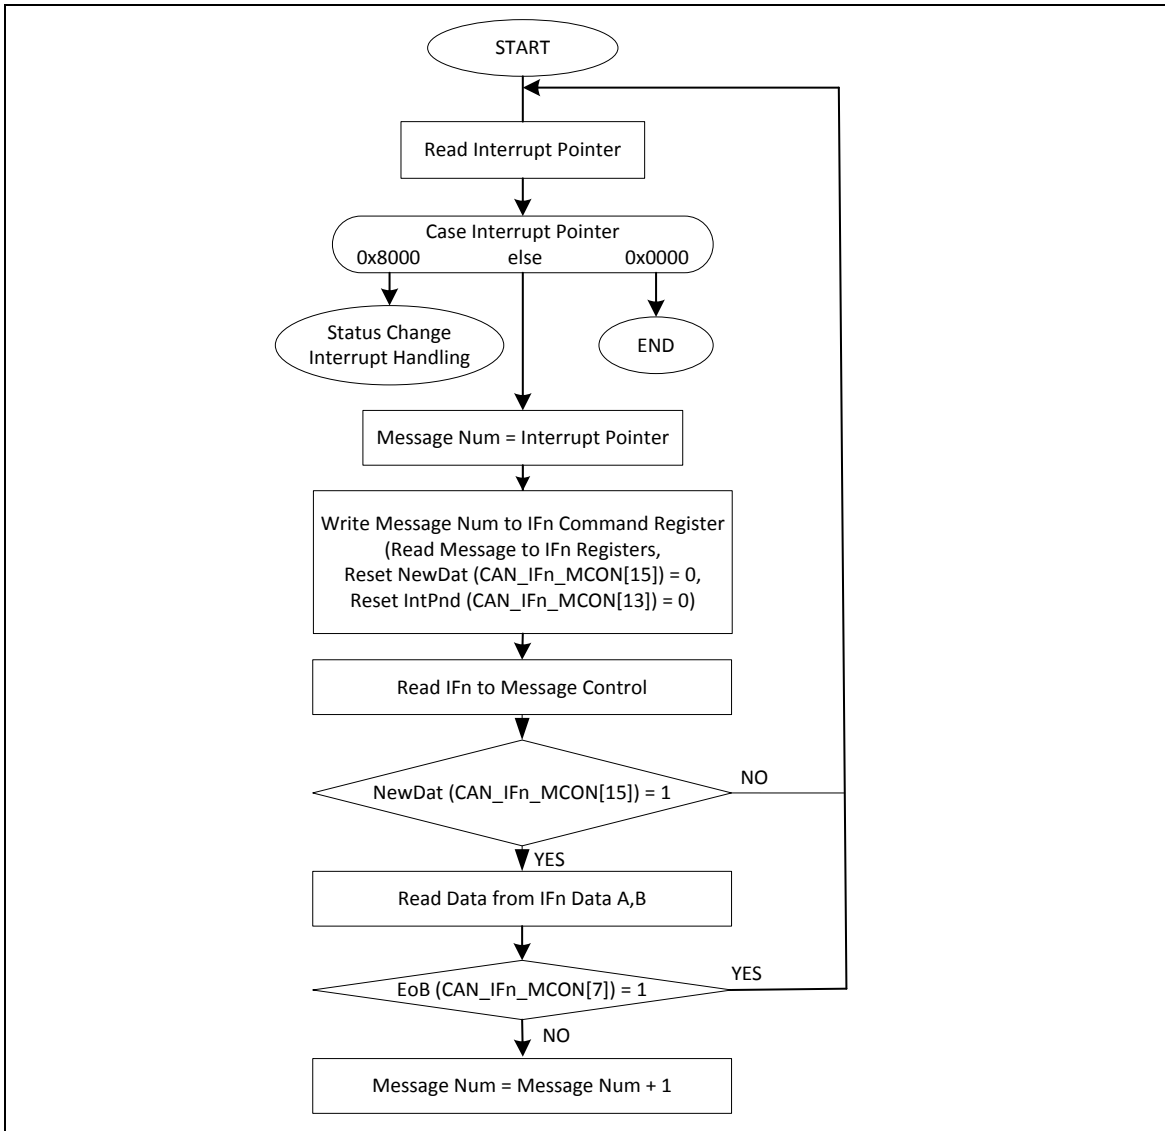 START
Read Interrupt Pointer
Case Interrupt Pointer
0x8000 else 0x0000
Status Change
Interrupt Handling
END
Message Num = Interrupt Pointer
Write Message Num to IFn Command Register
(Read Message to IFn Registers,
Reset NewDat (CAN_IFn_MCON[15]) = 0,
Reset IntPnd (CAN_IFn_MCON[13]) = 0)
Read IFn to Message Control
NO
NewDat (CAN_IFn_MCON[15]) = 1
YES
Read Data from IFn Data A,B
YES
EoB (CAN_IFn_MCON[7]) = 1
NO
Message Num = Message Num + 1